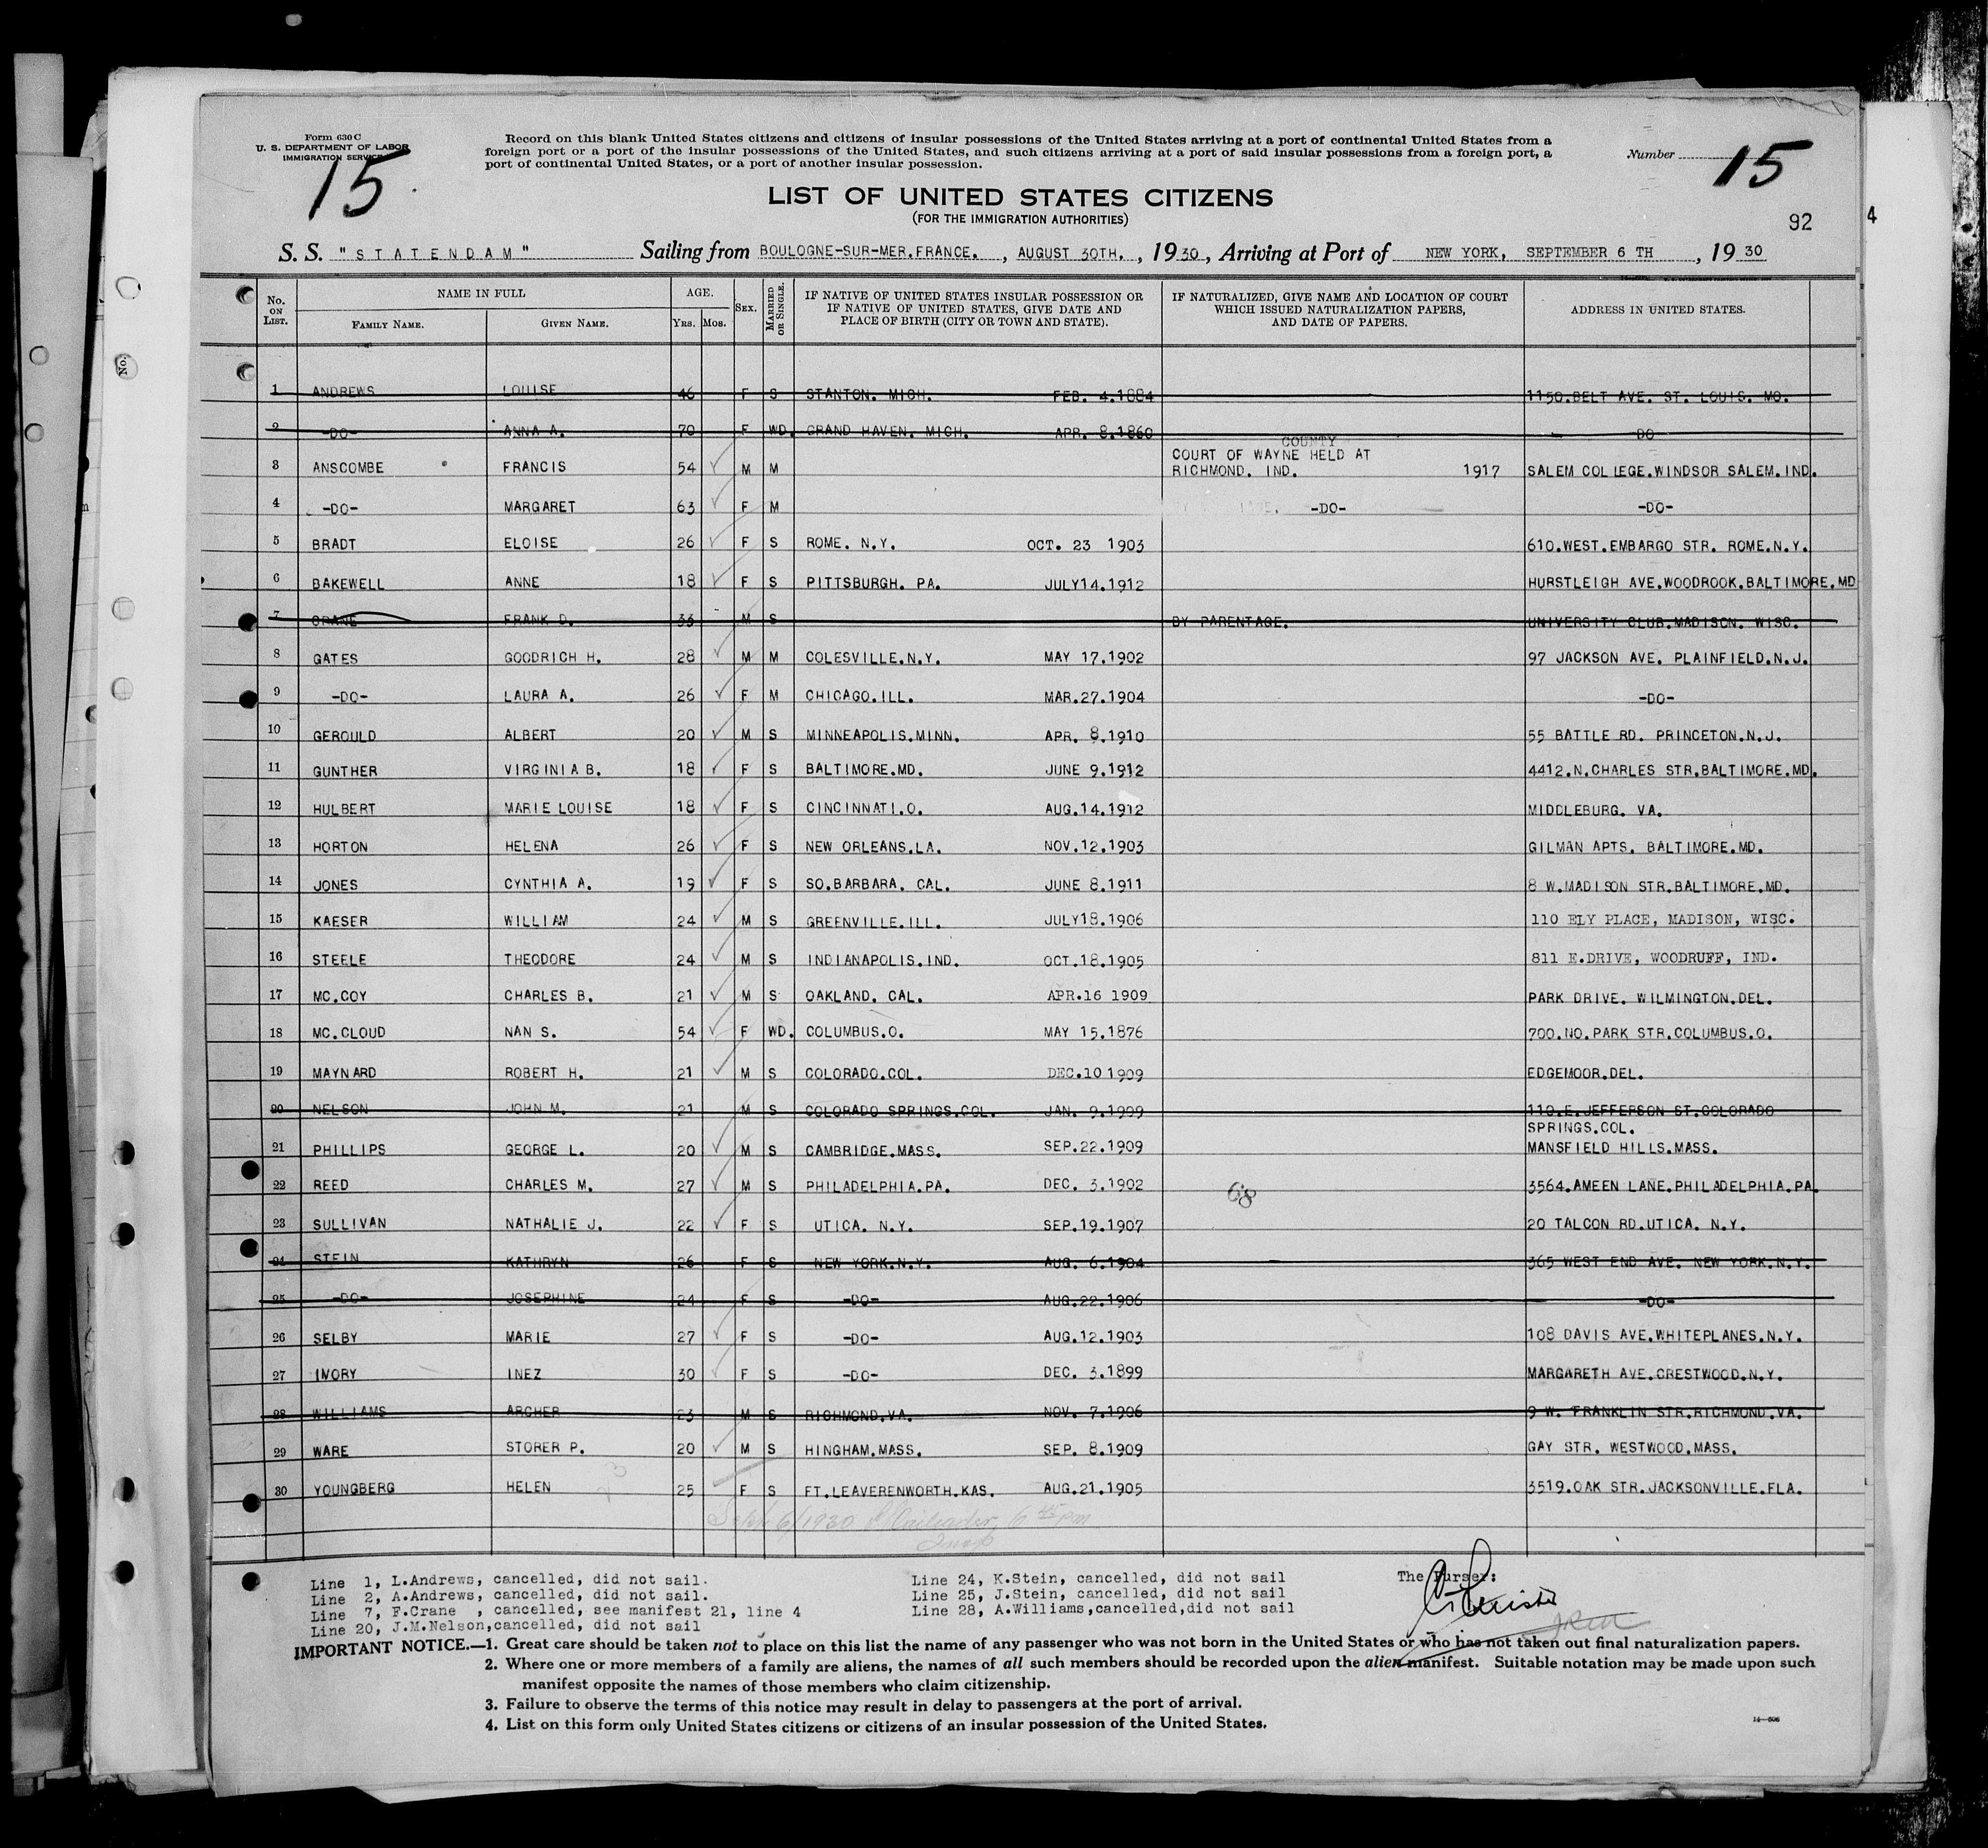 Form 630 C
U. S. DEPARTMENT OF LABOR
IMMIGRATION SERVICE
15
Record on this blank United States citizens and citizens of insular possessions of the United States arriving at a port of continental United States from a
foreign port or a port of the insular possessions of the United States, and such citizens arriving at a port of said insular possessions from a foreign port, a
port of continental United States, or a port of another insular possession.
Number 15
LIST OF UNITED STATES CITIZENS
(FOR THE IMMIGRATION AUTHORITIES)
92
4
S. S. "STATENDAM" Sailing from BOULOGNE-SUR-MER.FRANCE. , AUGUST 30TH. , 1930 , Arriving at Port of NEW YORK, SEPTEMBER 6 TH , 1930
No. ON LIST. NAME IN FULL FAMILY NAME. GIVEN NAME. AGE. YRS. MOS. SEX. MARRIED OR SINGLE. IF NATIVE OF UNITED STATES INSULAR POSSESSION OR IF NATIVE OF UNITED STATES, GIVE DATE AND PLACE OF BIRTH (CITY OR TOWN AND STATE). IF NATURALIZED, GIVE NAME AND LOCATION OF COURT WHICH ISSUED NATURALIZATION PAPERS, AND DATE OF PAPERS. ADDRESS IN UNITED STATES.
No.
1 ANDREWS LOUISE 46 F S STANTON. MICH. FEB. 4.1884 1150.BELT AVE. ST. LOUIS. MO.
2 -DO- ANNA A. 70 F WD. GRAND HAVEN. MICH. APR. 8.1860 -DO-
COUNTY
COURT OF WAYNE HELD AT
3 ANSCOMBE FRANCIS 54 M M RICHMOND. IND. 1917 SALEM COLLEGE.WINDSOR SALEM.IND.
4 -DO- MARGARET 63 F M -DO- -DO-
5 BRADT ELOISE 26 F S ROME. N.Y. OCT. 23 1903 610.WEST.EMBARGO STR. ROME.N.Y.
6 BAKEWELL ANNE 18 F S PITTSBURGH. PA. JULY14.1912 HURSTLEIGH AVE.WOODROOK.BALTIMORE.MD
7 CRANE FRANK D. 33 M S BY PARENTAGE. UNIVERSITY CLUB.MADISON. WISC.
8 GATES GOODRICH H. 28 M M COLESVILLE.N.Y. MAY 17.1902 97 JACKSON AVE. PLAINFIELD.N.J.
9 -DO- LAURA A. 26 F M CHICAGO.ILL. MAR.27.1904 -DO-
10 GEROULD ALBERT 20 M S MINNEAPOLIS.MINN. APR. 8.1910 55 BATTLE RD. PRINCETON.N.J.
11 GUNTHER VIRGINIA B. 18 F S BALTIMORE.MD. JUNE 9.1912 4412.N.CHARLES STR.BALTIMORE.MD.
12 HULBERT MARIE LOUISE 18 F S CINCINNATI.O. AUG.14.1912 MIDDLEBURG. VA.
13 HORTON HELENA 26 F S NEW ORLEANS.LA. NOV.12.1903 GILMAN APTS. BALTIMORE.MD.
14 JONES CYNTHIA A. 19 F S SO.BARBARA. CAL. JUNE 8.1911 8 W.MADISON STR.BALTIMORE.MD.
15 KAESER WILLIAM 24 M S GREENVILLE.ILL. JULY18.1906 110 ELY PLACE, MADISON, WISC.
16 STEELE THEODORE 24 M S INDIANAPOLIS.IND. OCT.18.1905 811 E.DRIVE, WOODRUFF, IND.
17 MC.COY CHARLES B. 21 M S OAKLAND. CAL. APR.16 1909 PARK DRIVE. WILMINGTON.DEL.
18 MC.CLOUD NAN S. 54 F WD. COLUMBUS.O. MAY 15.1876 700.NO.PARK STR.COLUMBUS.O.
19 MAYNARD ROBERT H. 21 M S COLORADO.COL. DEC.10 1909 EDGEMOOR.DEL.
20 NELSON JOHN M. 21 M S COLORADO SPRINGS.COL. JAN. 9.1909 110.E.JEFFERSON ST.COLORADO
SPRINGS.COL.
21 PHILLIPS GEORGE L. 20 M S CAMBRIDGE.MASS. SEP.22.1909 MANSFIELD HILLS.MASS.
22 REED CHARLES M. 27 M S PHILADELPHIA.PA. DEC. 3.1902 68 3564.AMEEN LANE.PHILADELPHIA.PA.
23 SULLIVAN NATHALIE J. 22 F S UTICA. N.Y. SEP.19.1907 20 TALCON RD.UTICA. N.Y.
24 STEIN KATHRYN 26 F S NEW YORK.N.Y. AUG. 6.1904 365 WEST END AVE. NEW YORK.N.Y.
25 -DO- JOSEPHINE 24 F S -DO- AUG.22.1906 -DO-
26 SELBY MARIE 27 F S -DO- AUG.12.1903 108 DAVIS AVE.WHITEPLANES.N.Y.
27 IVORY INEZ 30 F S -DO- DEC. 3.1899 MARGARETH AVE.CRESTWOOD.N.Y.
28 WILLIAMS ARCHER 23 M S RICHMOND.VA. NOV. 7.1906 9 W. FRANKLIN STR.RICHMOND.VA.
29 WARE STORER P. 20 M S HINGHAM.MASS. SEP. 8.1909 GAY STR. WESTWOOD.MASS.
30 YOUNGBERG HELEN 25 F S FT.LEAVERENWORTH.KAS. AUG.21.1905 3519.OAK STR.JACKSONVILLE.FLA.
Line 1, L.Andrews, cancelled, did not sail.
Line 2, A.Andrews, cancelled, did not sail.
Line 7, F.Crane , cancelled, see manifest 21, line 4
Line 20, J.M.Nelson,cancelled, did not sail
Line 24, K.Stein, cancelled, did not sail
Line 25, J.Stein, cancelled, did not sail
Line 28, A.Williams,cancelled,did not sail
The Purser:
IMPORTANT NOTICE.—1. Great care should be taken not to place on this list the name of any passenger who was not born in the United States or who has not taken out final naturalization papers.
2. Where one or more members of a family are aliens, the names of all such members should be recorded upon the alien manifest. Suitable notation may be made upon such
manifest opposite the names of those members who claim citizenship.
3. Failure to observe the terms of this notice may result in delay to passengers at the port of arrival.
4. List on this form only United States citizens or citizens of an insular possession of the United States.
14—506